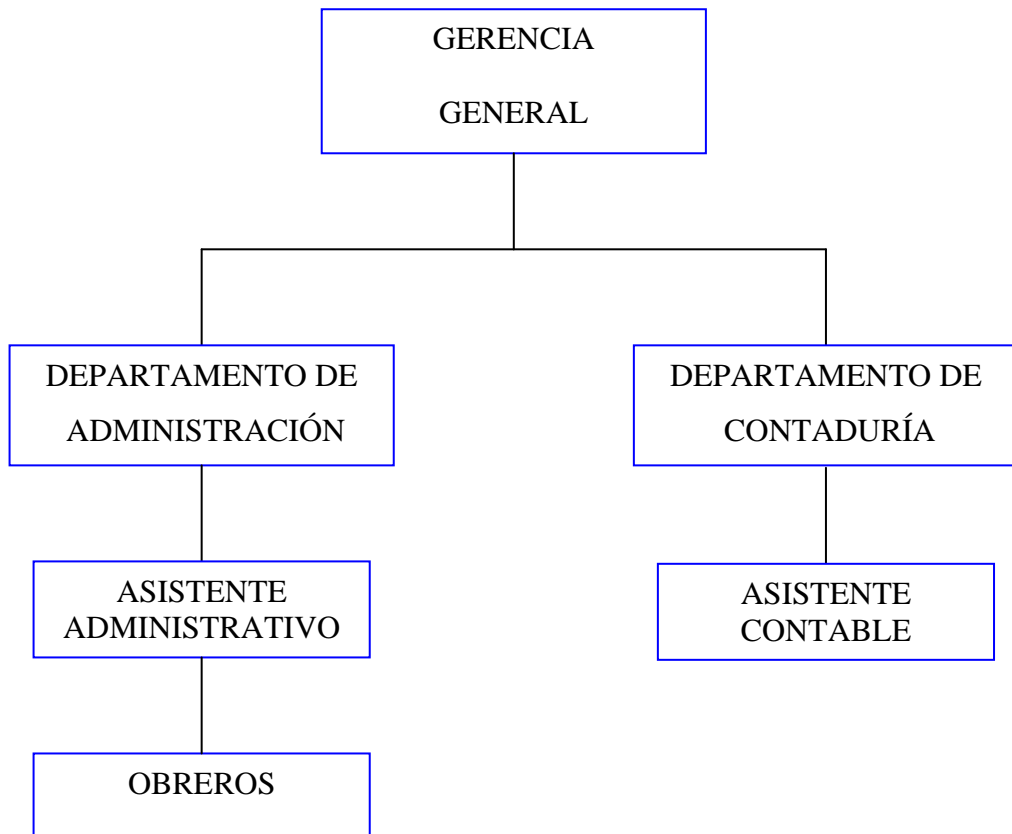 GERENCIA
GENERAL
DEPARTAMENTO DE
ADMINISTRACIÓN
DEPARTAMENTO DE
CONTADURÍA
ASISTENTE
ADMINISTRATIVO
ASISTENTE
CONTABLE
OBREROS